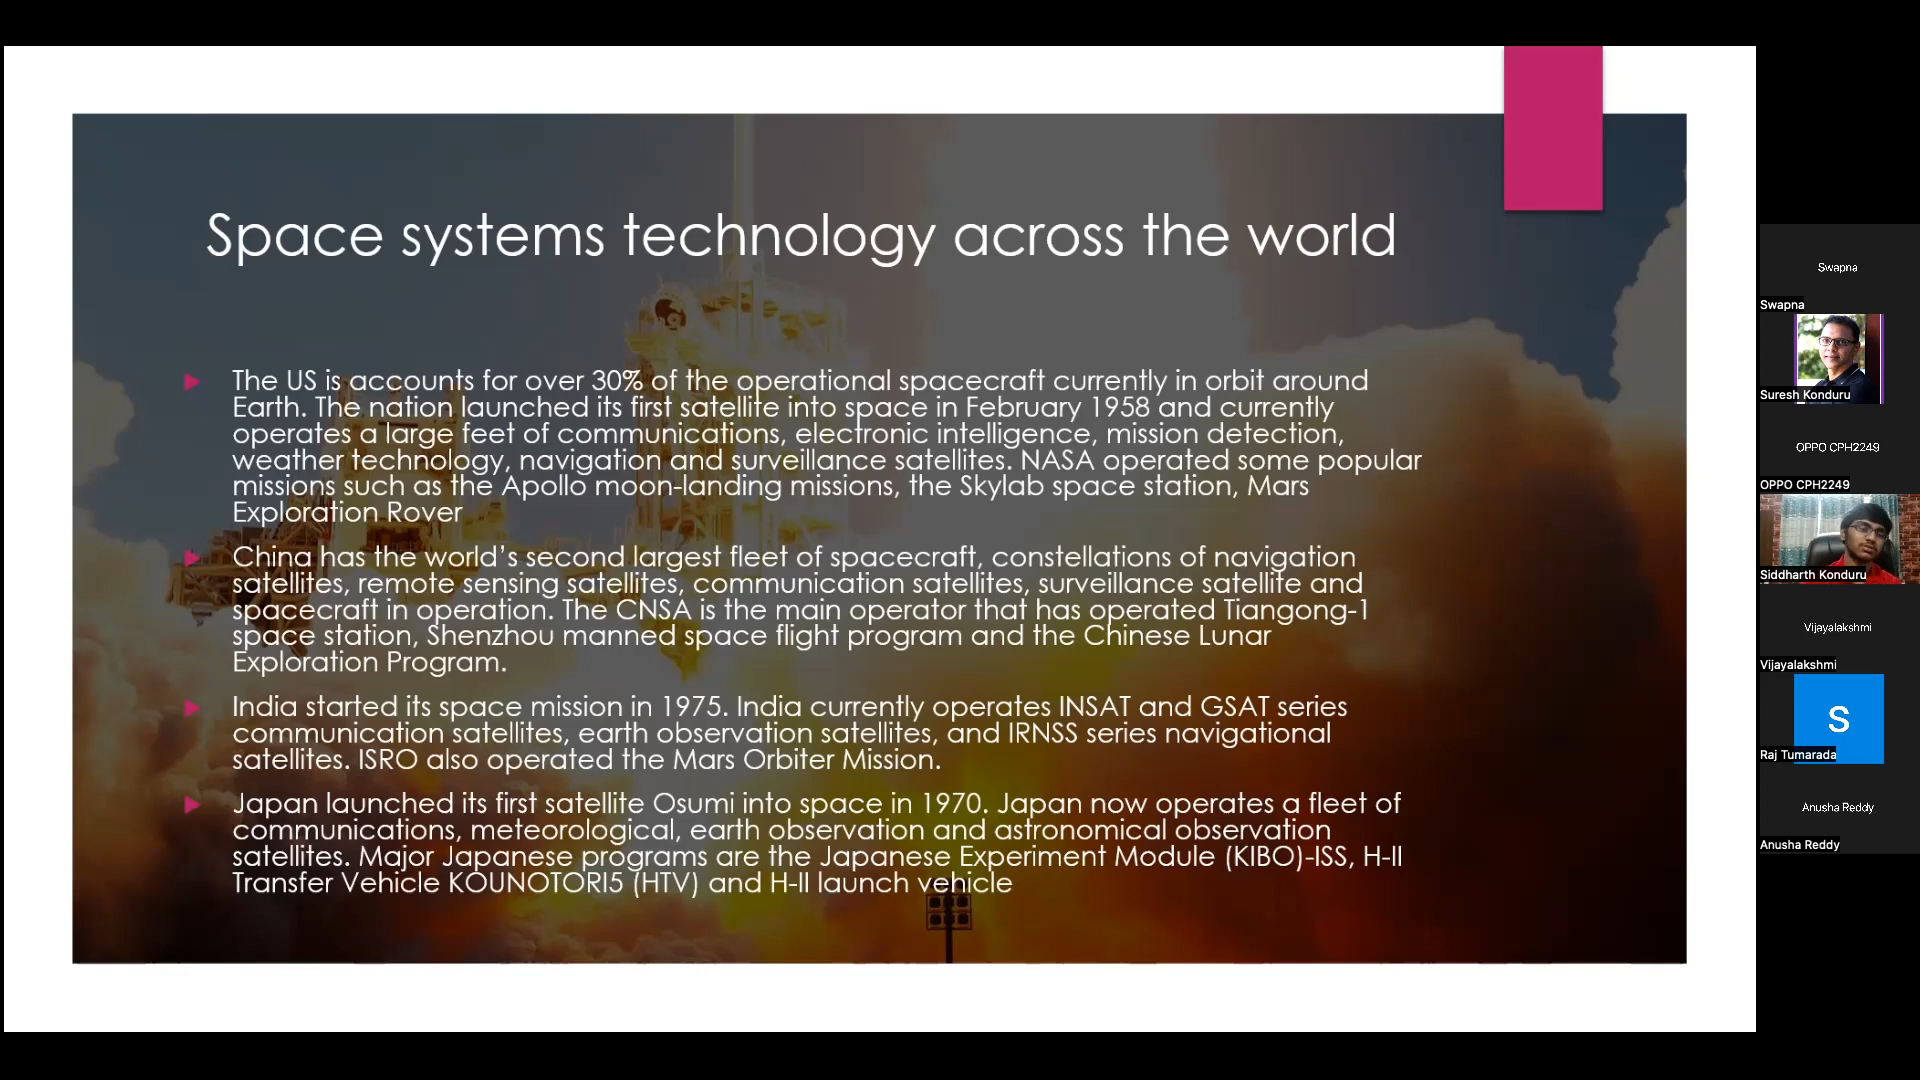 Space systems technology across the world
The US is accounts for over 30% of the operational spacecraft currently in orbit around
Earth. The nation launched its first satellite into space in February 1958 and currently
operates a large feet of communications, electronic intelligence, mission detection,
weather technology, navigation and surveillance satellites. NASA operated some popular
missions such as the Apollo moon-landing missions, the Skylab space station, Mars
Exploration Rover
China has the world's second largest fleet of spacecraft, constellations of navigation
satellites, remote sensing satellites, communication satellites, surveillance satellite and
spacecraft in operation. The CNSA is the main operator that has operated Tiangong-1
space station, Shenzhou manned space flight program and the Chinese Lunar
Exploration Program.
India started its space mission in 1975. India currently operates INSAT and GSAT series
communication satellites, earth observation satellites, and IRNSS series navigational
satellites. ISRO also operated the Mars Orbiter Mission.
Japan launched its first satellite Osumi into space in 1970. Japan now operates a fleet of
communications, meteorological, earth observation and astronomical observation
satellites. Major Japanese programs are the Japanese Experiment Module (KIBO)-ISS, H-II
Transfer Vehicle KOUNOTORI5 (HTV) and H-II launch vehicle
Swapna
Swapna
Suresh Konduru
OPPO CPH2249
OPPO CPH2249
Siddharth Konduru
Vijayalakshmi
Vijayalakshmi
S
Raj Tumarada
Anusha Reddy
Anusha Reddy